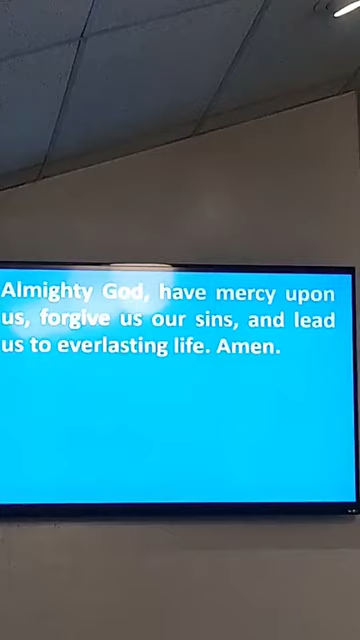 Almighty God, have mercy upon
us, forgive us our sins, and lead
us to everlasting life. Amen.